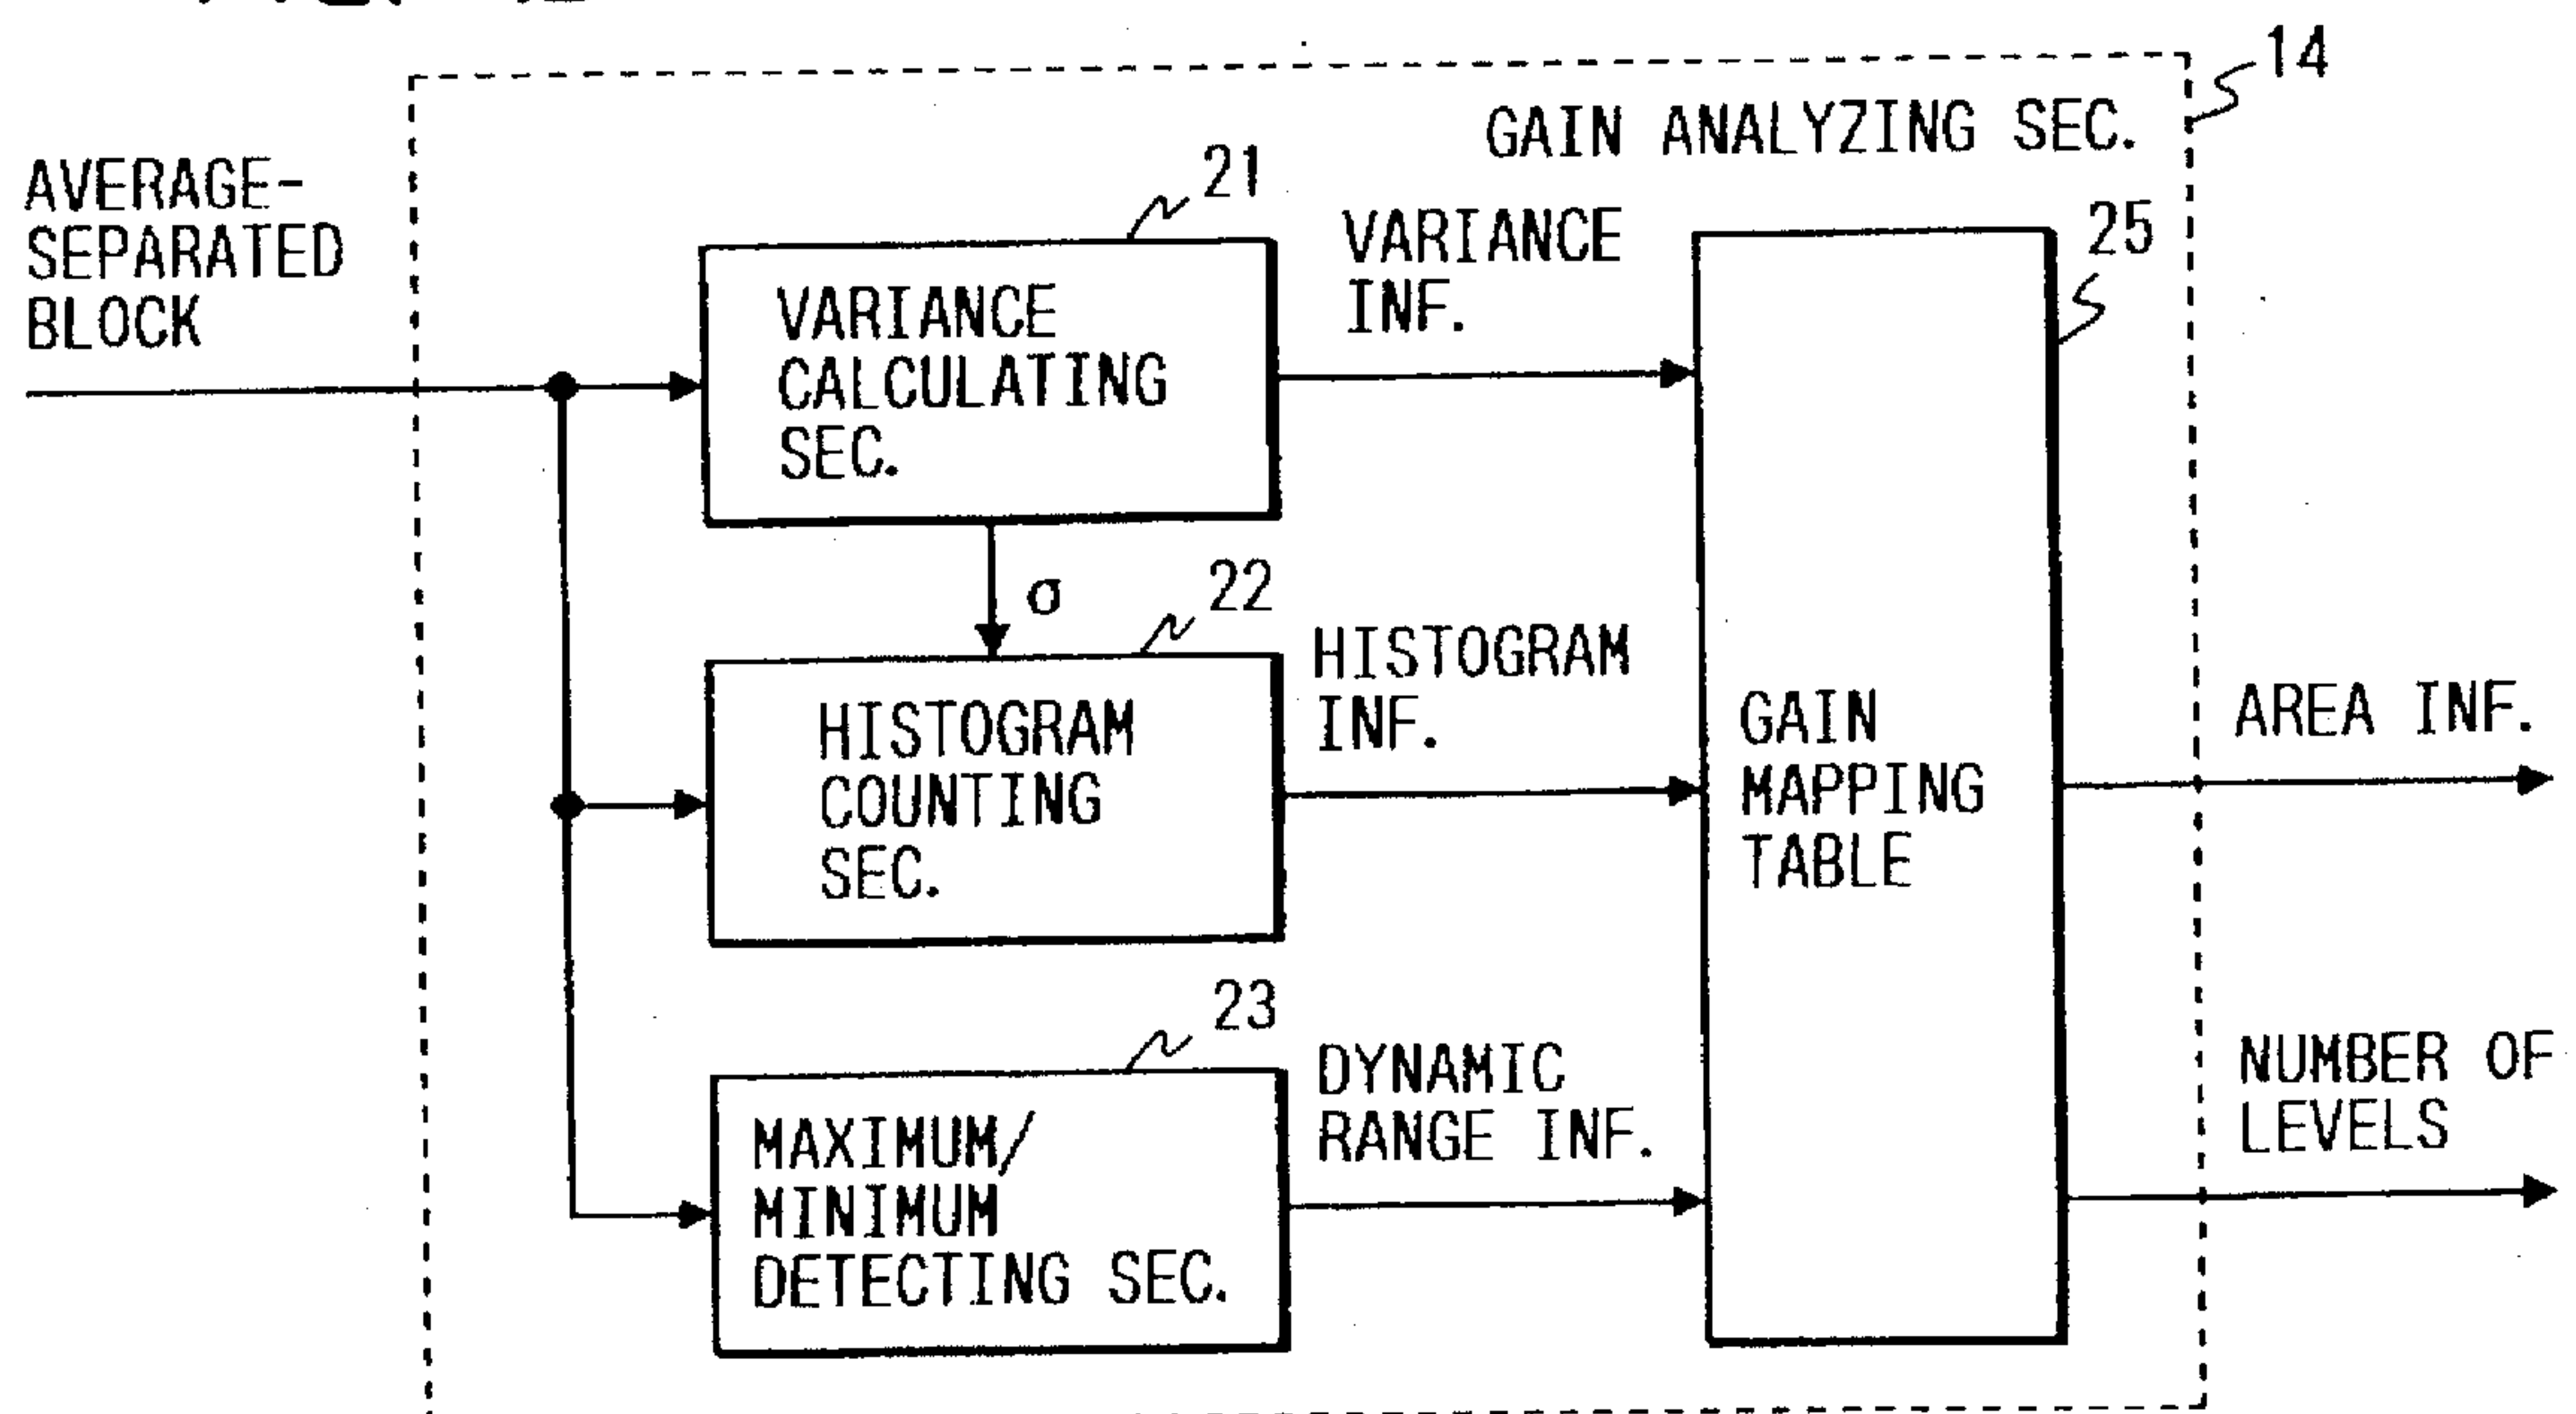 14
GAIN ANALYZING SEC.
AVERAGE-
SEPARATED
BLOCK
21
VARIANCE
INF.
25
VARIANCE
CALCULATING
SEC.
σ
22
HISTOGRAM
INF.
HISTOGRAM
COUNTING
SEC.
GAIN
MAPPING
TABLE
AREA INF.
23
DYNAMIC
RANGE INF.
MAXIMUM/
MINIMUM
DETECTING SEC.
NUMBER OF
LEVELS